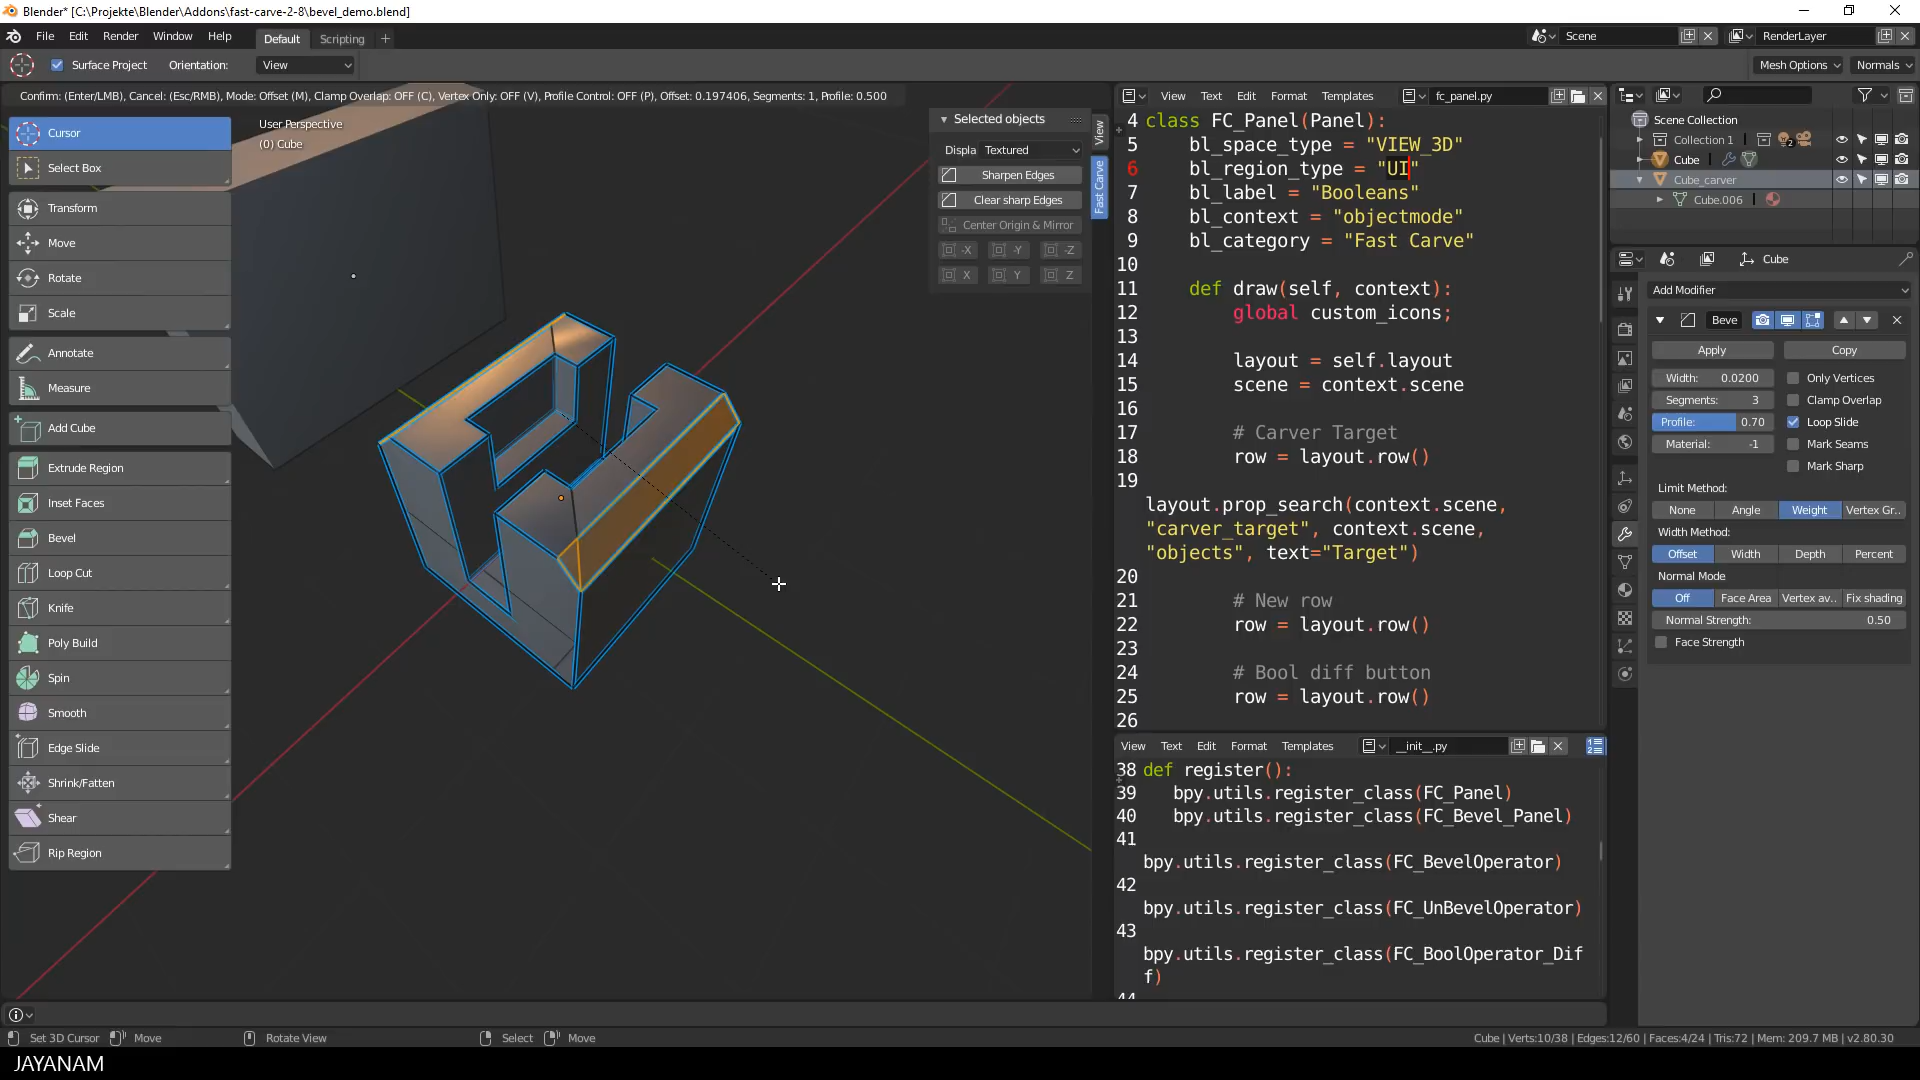 Blender* [C:\Projekte\Blender\Addons\fast-carve-2-8\bevel_demo.blend]
File Edit Render Window Help Default Scripting + Scene RenderLayer
Surface Project Orientation: View Mesh Options Normals
Confirm: (Enter/LMB), Cancel: (Esc/RMB), Mode: Offset (M), Clamp Overlap: OFF (C), Vertex Only: OFF (V), Profile Control: OFF (P), Offset: 0.197406, Segments: 1, Profile: 0.500
User Perspective
(0) Cube
Cursor
Select Box
Transform
Move
Rotate
Scale
Annotate
Measure
Add Cube
Extrude Region
Inset Faces
Bevel
Loop Cut
Knife
Poly Build
Spin
Smooth
Edge Slide
Shrink/Fatten
Shear
Rip Region
Selected objects
Displa Textured
Sharpen Edges
Clear sharp Edges
Center Origin & Mirror
-X -Y -Z
X Y Z
View
Fast Carve
View Text Edit Format Templates fc_panel.py
4 class FC_Panel(Panel):
5 bl_space_type = "VIEW_3D"
6 bl_region_type = "UI"
7 bl_label = "Booleans"
8 bl_context = "objectmode"
9 bl_category = "Fast Carve"
10
11 def draw(self, context):
12 global custom_icons;
13
14 layout = self.layout
15 scene = context.scene
16
17 # Carver Target
18 row = layout.row()
19
layout.prop_search(context.scene,
"carver_target", context.scene,
"objects", text="Target")
20
21 # New row
22 row = layout.row()
23
24 # Bool diff button
25 row = layout.row()
26
View Text Edit Format Templates __init__.py
38 def register():
39 bpy.utils.register_class(FC_Panel)
40 bpy.utils.register_class(FC_Bevel_Panel)
41
bpy.utils.register_class(FC_BevelOperator)
42
bpy.utils.register_class(FC_UnBevelOperator)
43
bpy.utils.register_class(FC_BoolOperator_Dif
f)
44
Scene Collection
Collection 1 2
Cube
Cube_carver
Cube.006
Cube
Add Modifier
Beve
Apply Copy
Width: 0.0200 Only Vertices
Segments: 3 Clamp Overlap
Profile: 0.70 Loop Slide
Material: -1 Mark Seams
Mark Sharp
Limit Method:
None Angle Weight Vertex Gr..
Width Method:
Offset Width Depth Percent
Normal Mode
Off Face Area Vertex av.. Fix shading
Normal Strength: 0.50
Face Strength
Set 3D Cursor Move Rotate View Select Move Cube | Verts:10/38 | Edges:12/60 | Faces:4/24 | Tris:72 | Mem: 209.7 MB | v2.80.30
JAYANAM